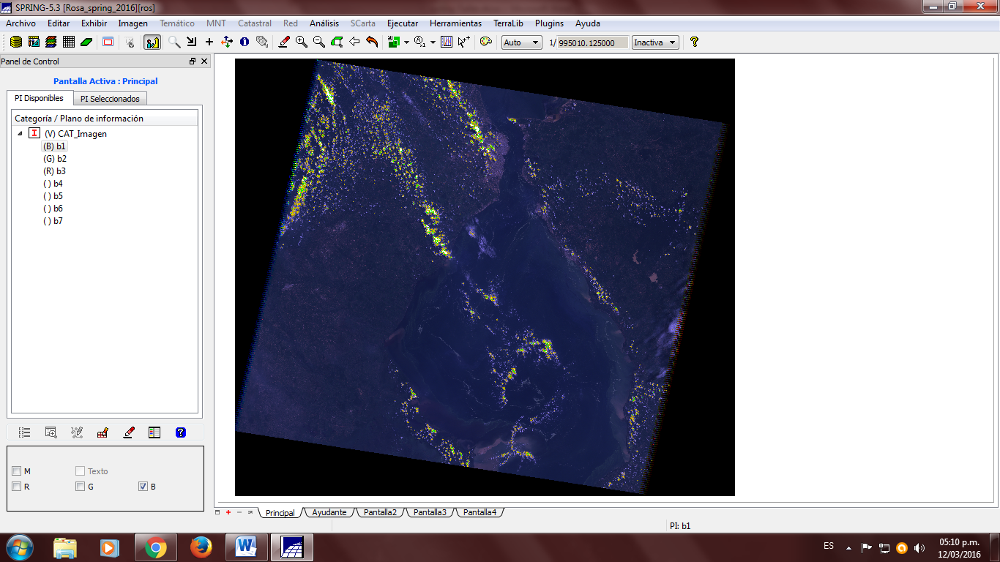 SPRING-5.3 [Rosa_spring_2016][ros]
Archivo Editar Exhibir Imagen Temático MNT Catastral Red Análisis SCarta Ejecutar Herramientas TerraLib Plugins Ayuda
Auto 1/ 995010.125000 Inactiva
Panel de Control
Pantalla Activa : Principal
PI Disponibles PI Seleccionados
Categoría / Plano de información
(V) CAT_Imagen
(B) b1
(G) b2
(R) b3
( ) b4
( ) b5
( ) b6
( ) b7
M Texto
R G B
Principal Ayudante Pantalla2 Pantalla3 Pantalla4
PI: b1
ES
05:10 p.m.
12/03/2016